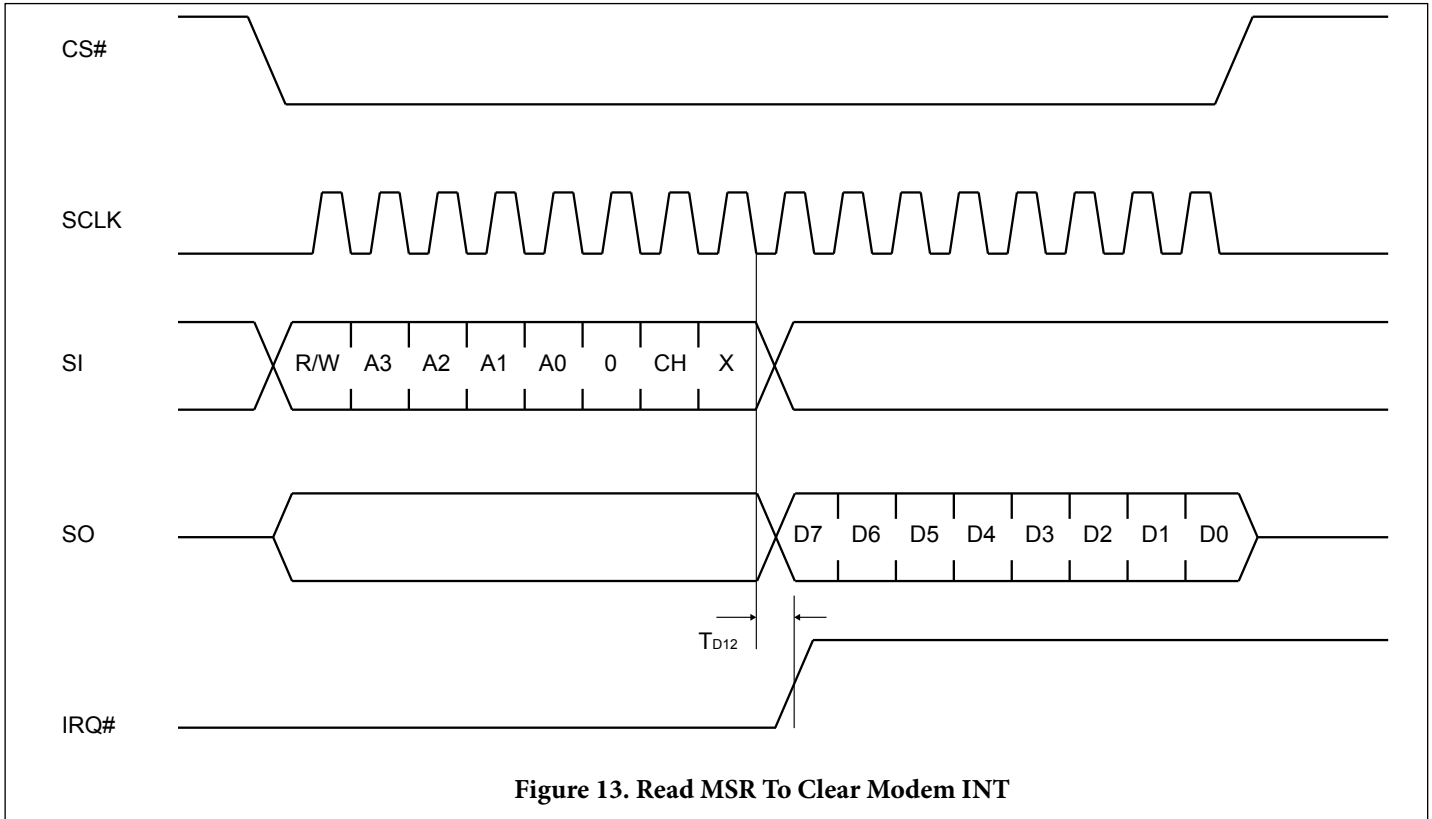 CS#
SCLK
SI
R/W A3 A2 A1 A0 0 CH X
SO
D7 D6 D5 D4 D3 D2 D1 D0
TD12
IRQ#
Figure 13. Read MSR To Clear Modem INT